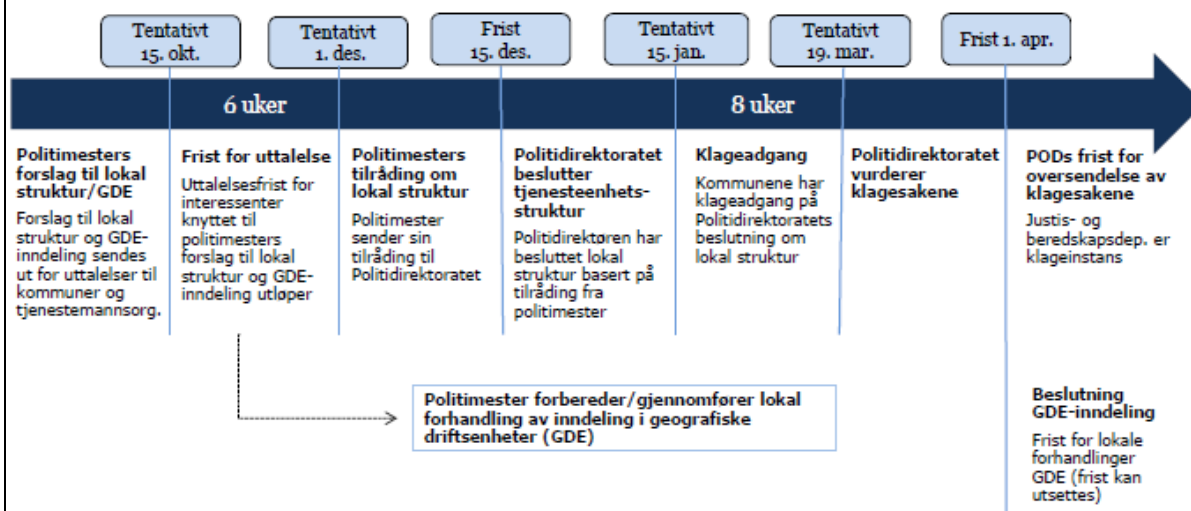 Tentativt
15. okt.
Tentativt
1. des.
Frist
15. des.
Tentativt
15. jan.
Tentativt
19. mar.
Frist 1. apr.
6 uker
8 uker
Politimesters
forslag til lokal
struktur/GDE
Forslag til lokal
struktur og GDE-
inndeling sendes
ut for uttalelser til
kommuner og
tjenestemannsorg.
Frist for uttalelse
Uttalelsesfrist for
interessenter
knyttet til
politimesters
forslag til lokal
struktur og GDE-
inndeling utløper
Politimesters
tilråding om
lokal struktur
Politimester
sender sin
tilråding til
Politidirektoratet
Politidirektoratet
beslutter
tjenesteenhets-
struktur
Politidirektøren har
besluttet lokal
struktur basert på
tilråding fra
politimester
Klageadgang
Kommunene har
klageadgang på
Politidirektoratets
beslutning om
lokal struktur
Politidirektoratet
vurderer
klagesakene
PODs frist for
oversendelse av
klagesakene
Justis- og
beredskapsdep. er
klageinstans
Politimester forbereder/gjennomfører lokal
forhandling av inndeling i geografiske
driftsenheter (GDE)
Beslutning
GDE-inndeling
Frist for lokale
forhandlinger
GDE (frist kan
utsettes)